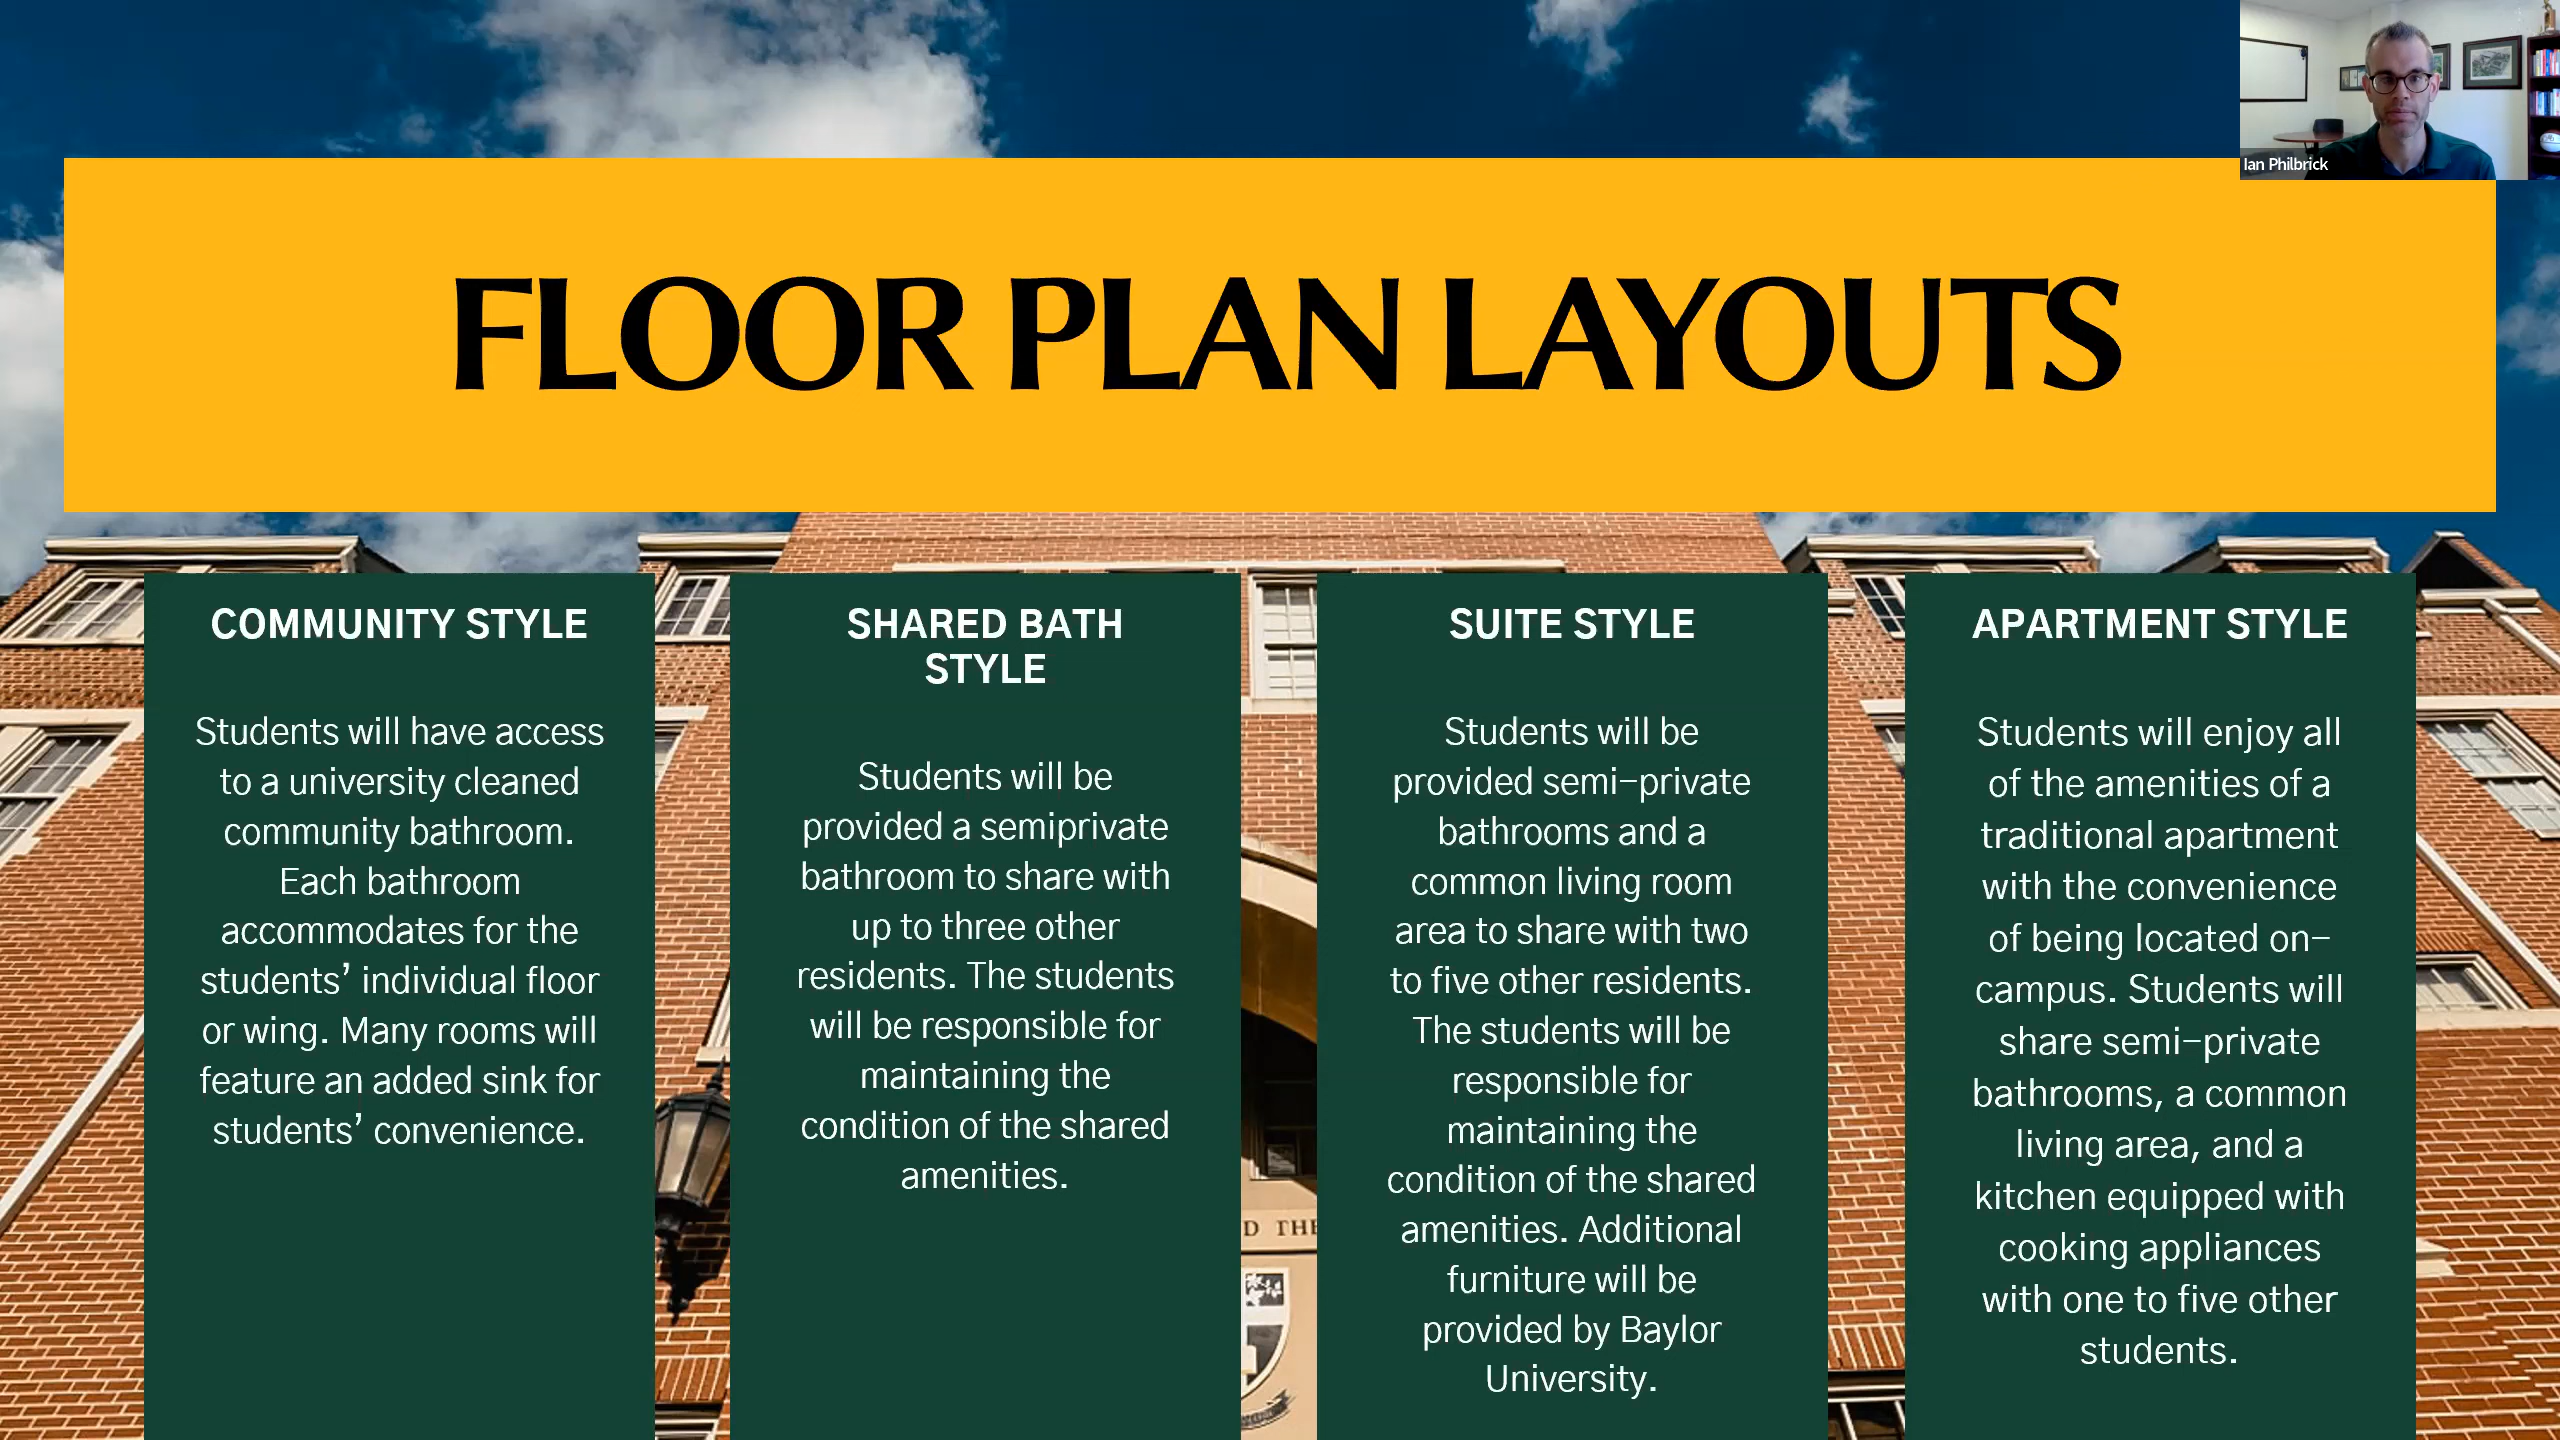 Ian Philbrick
FLOOR PLAN LAYOUTS
COMMUNITY STYLE
Students will have access
to a university cleaned
community bathroom.
Each bathroom
accommodates for the
students’ individual floor
or wing. Many rooms will
feature an added sink for
students’ convenience.
SHARED BATH
STYLE
Students will be
provided a semiprivate
bathroom to share with
up to three other
residents. The students
will be responsible for
maintaining the
condition of the shared
amenities.
SUITE STYLE
Students will be
provided semi-private
bathrooms and a
common living room
area to share with two
to five other residents.
The students will be
responsible for
maintaining the
condition of the shared
amenities. Additional
furniture will be
provided by Baylor
University.
APARTMENT STYLE
Students will enjoy all
of the amenities of a
traditional apartment
with the convenience
of being located on-
campus. Students will
share semi-private
bathrooms, a common
living area, and a
kitchen equipped with
cooking appliances
with one to five other
students.
D THE